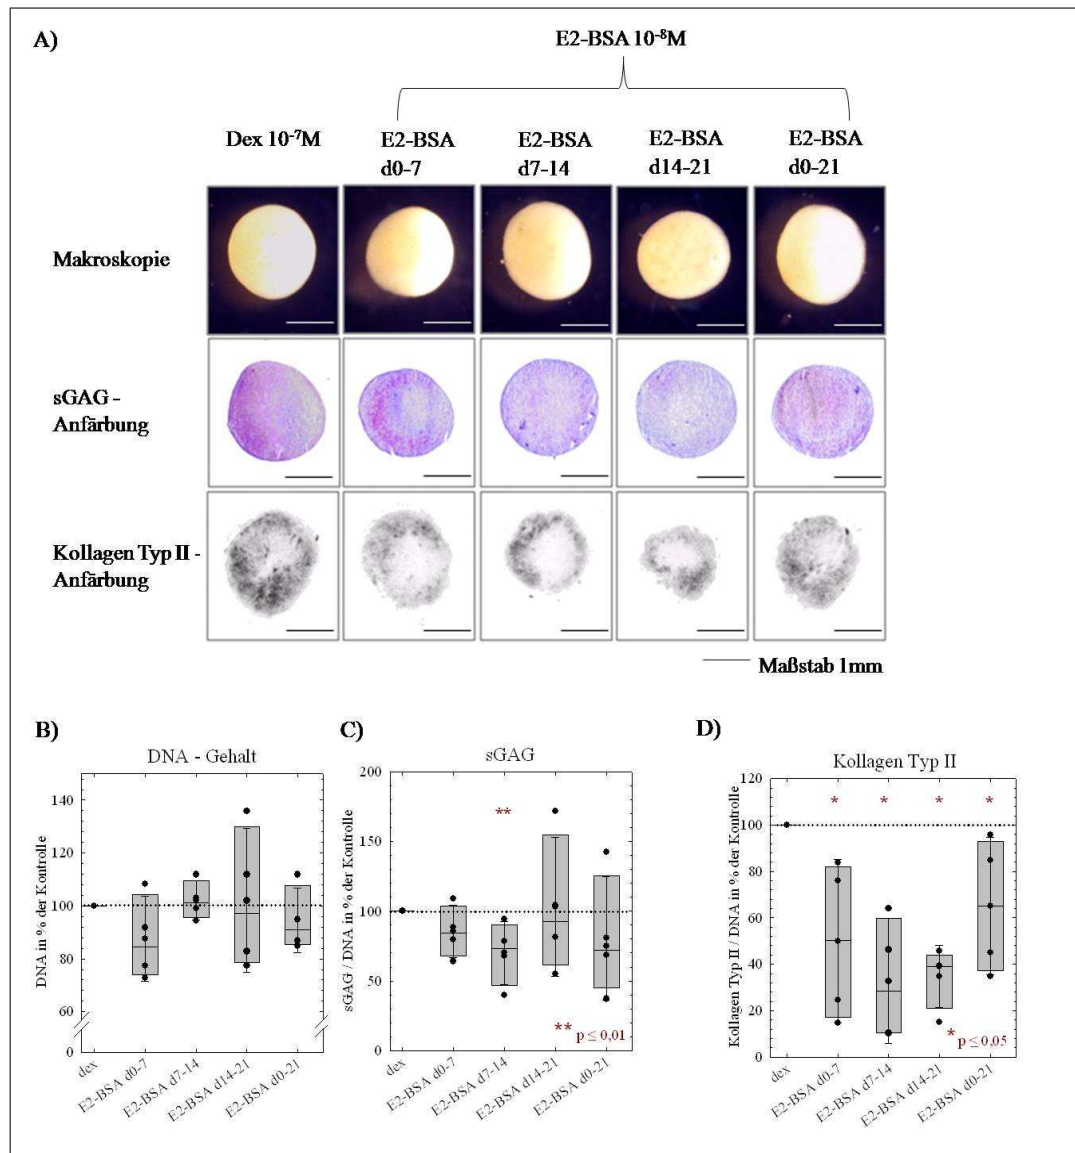 A)
E2-BSA 10⁻⁸M
Dex 10⁻⁷M
E2-BSA
d0-7
E2-BSA
d7-14
E2-BSA
d14-21
E2-BSA
d0-21
Makroskopie
sGAG -
Anfärbung
Kollagen Typ II -
Anfärbung
Maßstab 1mm
B)
DNA - Gehalt
DNA in % der Kontrolle
140
120
100
80
60
0
dex
E2-BSA d0-7
E2-BSA d7-14
E2-BSA d14-21
E2-BSA d0-21
C)
sGAG
sGAG / DNA in % der Kontrolle
200
150
100
50
0
**
** p ≤ 0,01
dex
E2-BSA d0-7
E2-BSA d7-14
E2-BSA d14-21
E2-BSA d0-21
D)
Kollagen Typ II
Kollagen Typ II / DNA in % der Kontrolle
120
100
80
60
40
20
0
* * * *
* p ≤ 0,05
dex
E2-BSA d0-7
E2-BSA d7-14
E2-BSA d14-21
E2-BSA d0-21